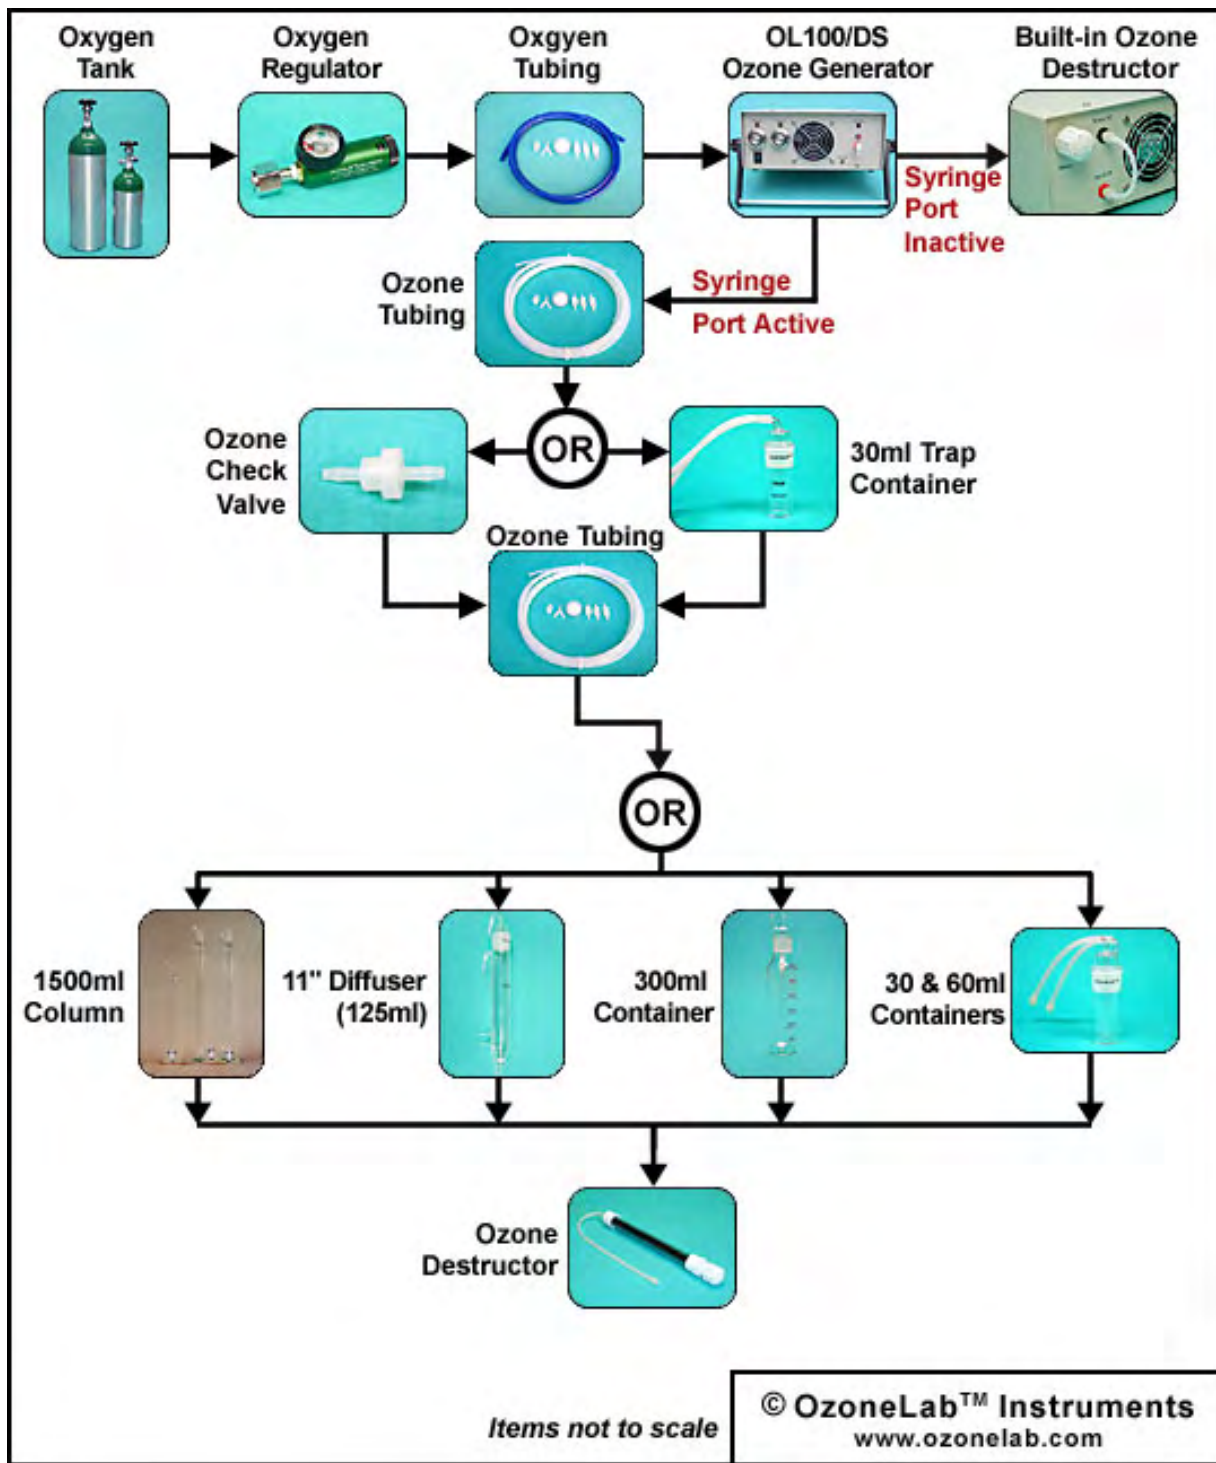 Oxygen
Tank
Oxygen
Regulator
Oxgyen
Tubing
OL100/DS
Ozone Generator
Built-in Ozone
Destructor
Syringe
Port
Inactive
Ozone
Tubing
Syringe
Port Active
OR
Ozone
Check
Valve
30ml Trap
Container
Ozone Tubing
OR
1500ml
Column
11" Diffuser
(125ml)
300ml
Container
30 & 60ml
Containers
Ozone
Destructor
Items not to scale
© OzoneLab™ Instruments
www.ozonelab.com